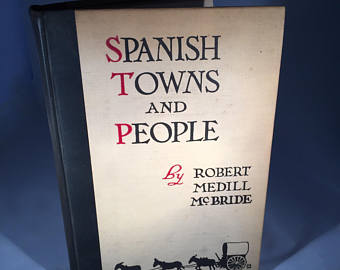 SPANISH
TOWNS
AND
PEOPLE
By ROBERT
MEDILL
McBRIDE